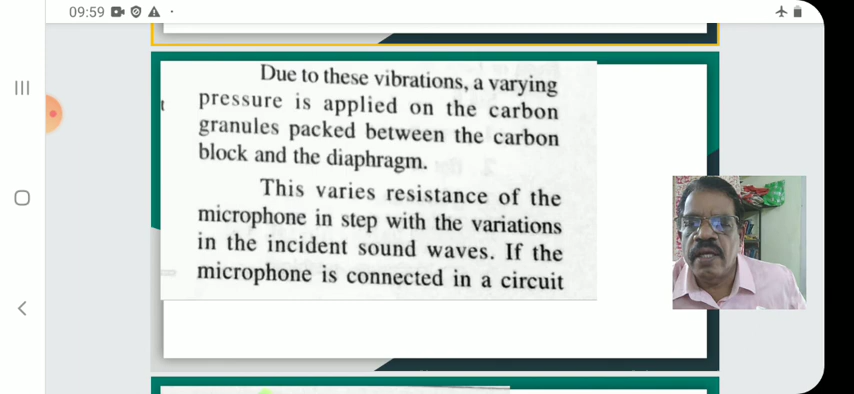 09:59
Due to these vibrations, a varying
pressure is applied on the carbon
granules packed between the carbon
block and the diaphragm.
This varies resistance of the
microphone in step with the variations
in the incident sound waves. If the
microphone is connected in a circuit